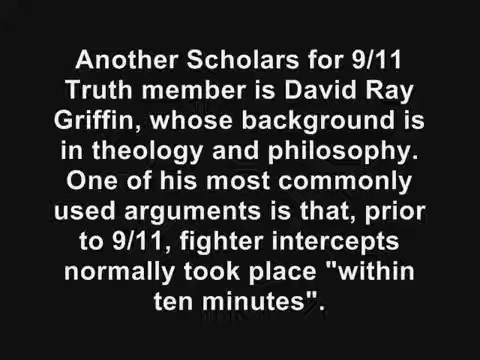 Another Scholars for 9/11
Truth member is David Ray
Griffin, whose background is
in theology and philosophy.
One of his most commonly
used arguments is that, prior
to 9/11, fighter intercepts
normally took place "within
ten minutes".